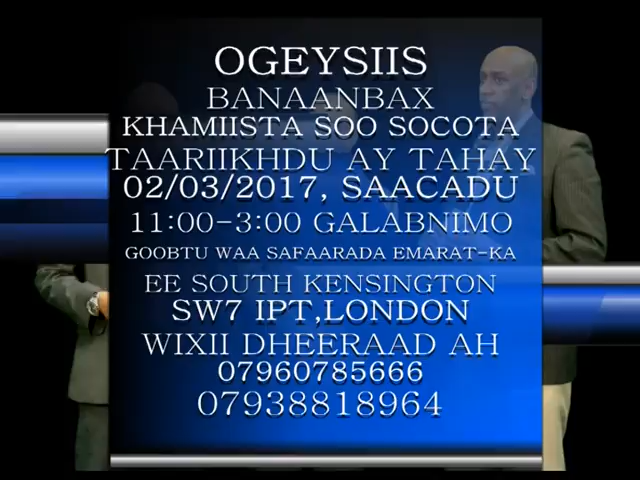 OGEYSIIS
BANAANBAX
KHAMIISTA SOO SOCOTA
TAARIIKHDU AY TAHAY
02/03/2017, SAACADU
11:00-3:00 GALABNIMO
GOOBTU WAA SAFAARADA EMARAT-KA
EE SOUTH KENSINGTON
SW7 IPT,LONDON
WIXII DHEERAAD AH
07960785666
07938818964